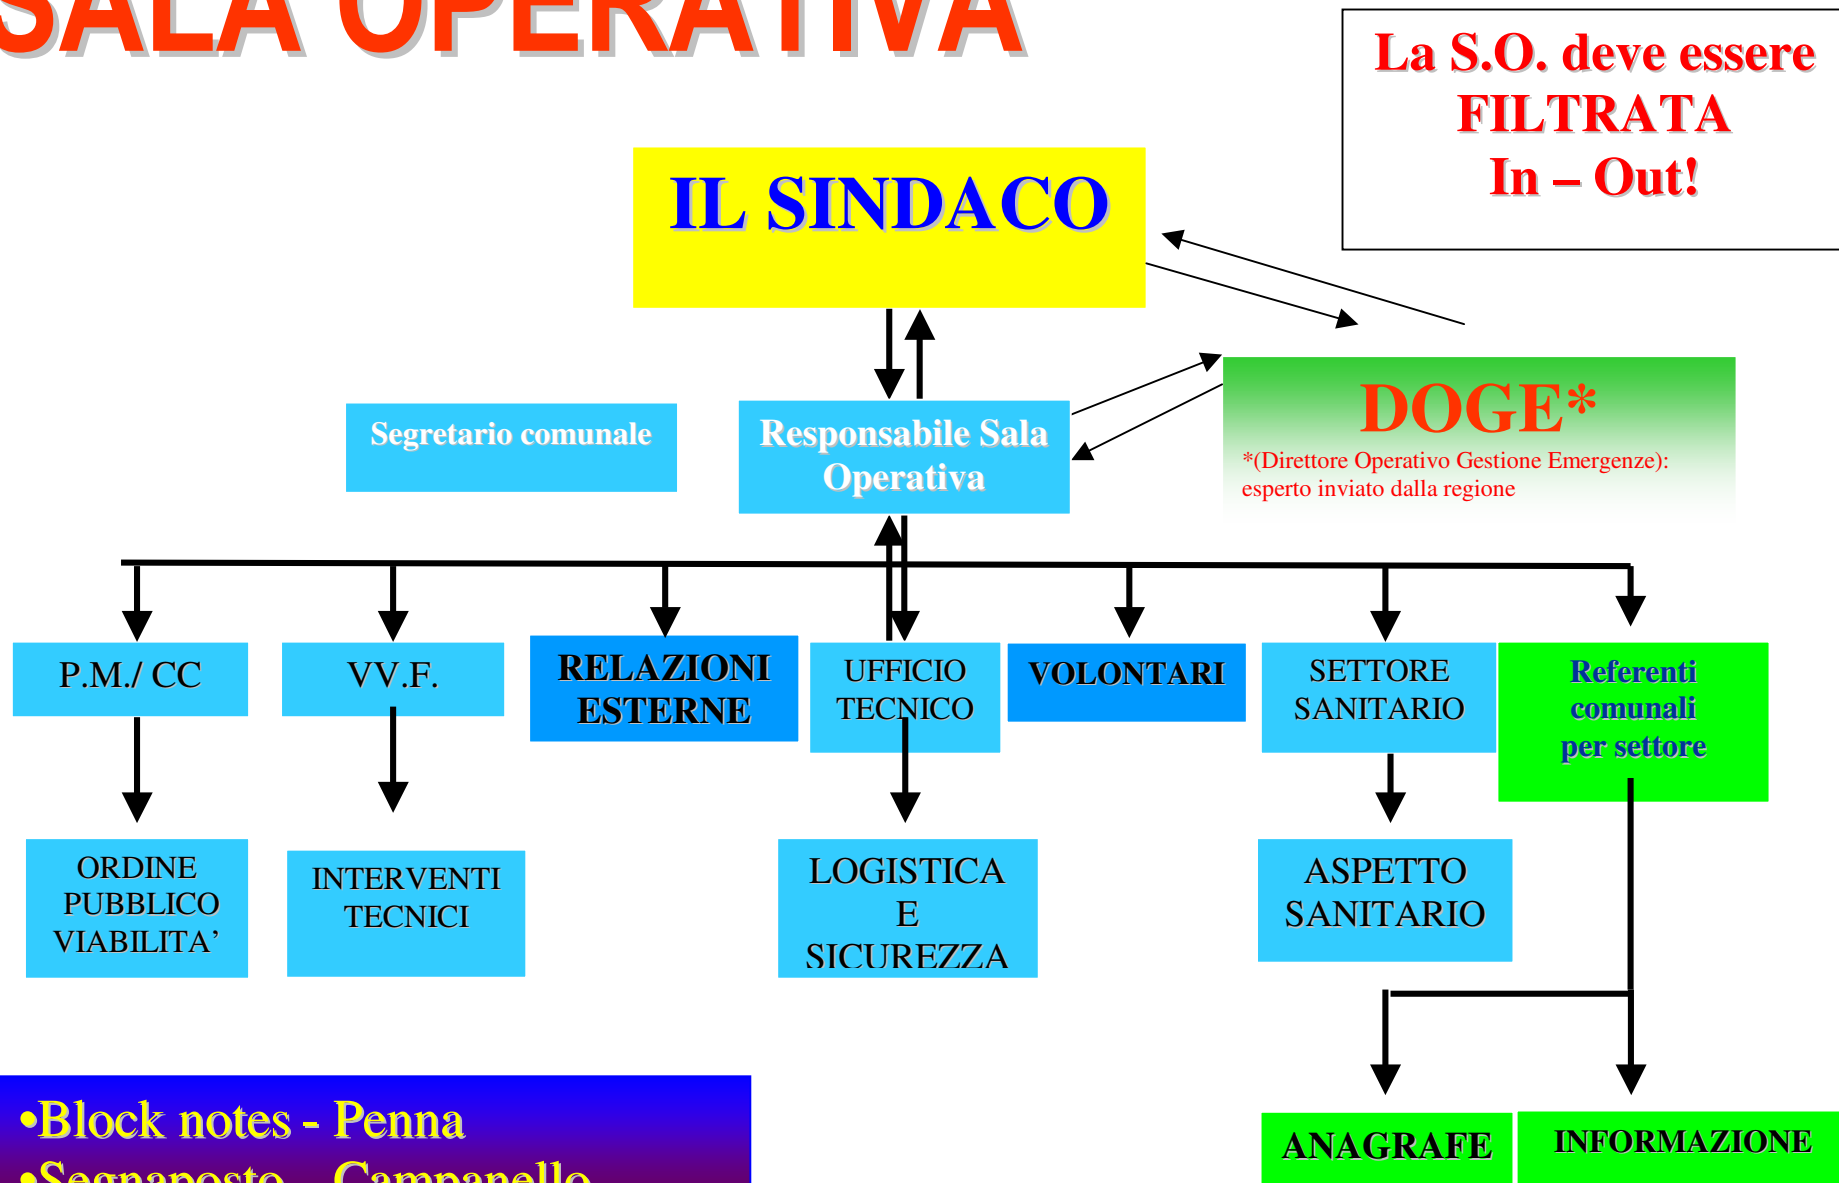 SALA OPERATIVA
La S.O. deve essere
FILTRATA
In – Out!
IL SINDACO
Segretario comunale
Responsabile Sala
Operativa
DOGE*
*(Direttore Operativo Gestione Emergenze):
esperto inviato dalla regione
P.M./ CC
VV.F.
RELAZIONI
ESTERNE
UFFICIO
TECNICO
VOLONTARI
SETTORE
SANITARIO
Referenti
comunali
per settore
ORDINE
PUBBLICO
VIABILITA’
INTERVENTI
TECNICI
LOGISTICA
E
SICUREZZA
ASPETTO
SANITARIO
ANAGRAFE
INFORMAZIONE
•Block notes - Penna
•Segnaposto - Campanello